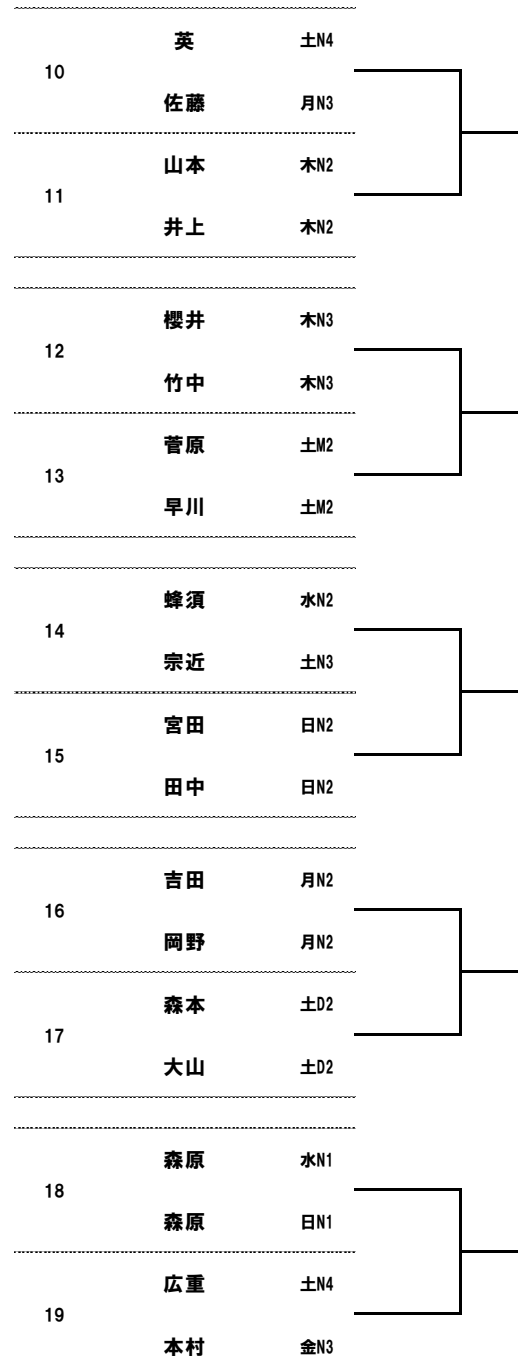 英 土N4
10
佐藤 月N3
山本 木N2
11
井上 木N2
櫻井 木N3
12
竹中 木N3
菅原 土M2
13
早川 土M2
蜂須 水N2
14
宗近 土N3
宮田 日N2
15
田中 日N2
吉田 月N2
16
岡野 月N2
森本 土D2
17
大山 土D2
森原 水N1
18
森原 日N1
広重 土N4
19
本村 金N3